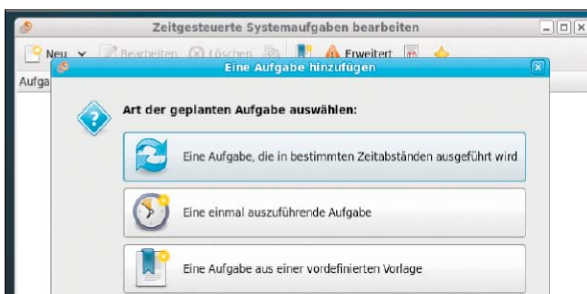 Zeitgesteuerte Systemaufgaben bearbeiten
Neu Bearbeiten Löschen Erweitert
Eine Aufgabe hinzufügen
Aufga
Art der geplanten Aufgabe auswählen:
Eine Aufgabe, die in bestimmten Zeitabständen ausgeführt wird
Eine einmal auszuführende Aufgabe
Eine Aufgabe aus einer vordefinierten Vorlage